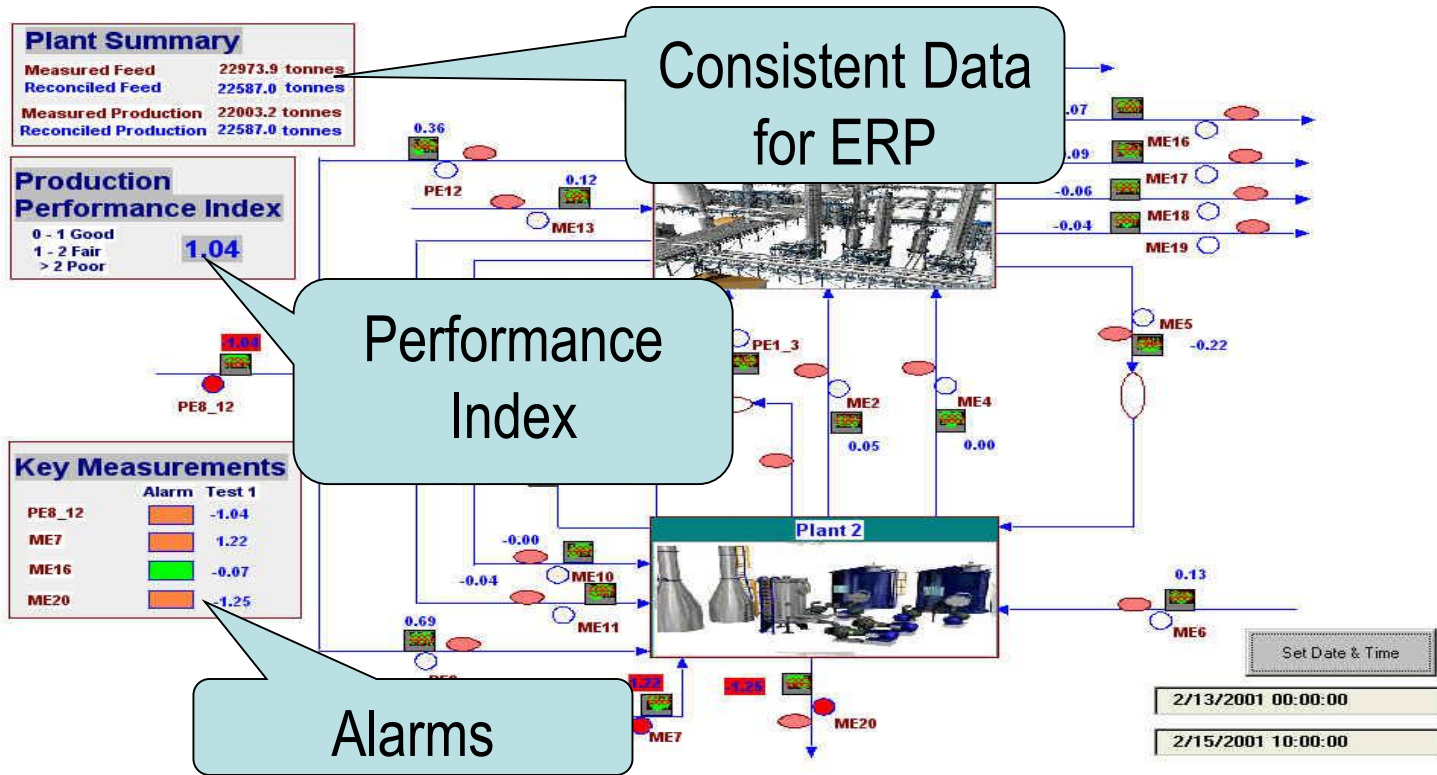 Plant Summary
Measured Feed 22973.9 tonnes
Reconciled Feed 22587.0 tonnes
Measured Production 22003.2 tonnes
Reconciled Production 22587.0 tonnes
Consistent Data
for ERP
Production
Performance Index
0 - 1 Good
1 - 2 Fair
> 2 Poor
1.04
Performance
Index
Key Measurements
Alarm Test 1
PE8_12 -1.04
ME7 1.22
ME16 -0.07
ME20 -1.25
Alarms
0.36
PE12
0.12
ME13
ME16
ME17
-0.06
ME18
-0.04
ME19
-1.04
PE8_12
PE1_3
ME2
0.05
ME4
0.00
ME5
-0.22
Plant 2
-0.00
ME10
-0.04
ME11
0.69
ME7
-1.25
ME20
0.13
ME6
Set Date & Time
2/13/2001 00:00:00
2/15/2001 10:00:00